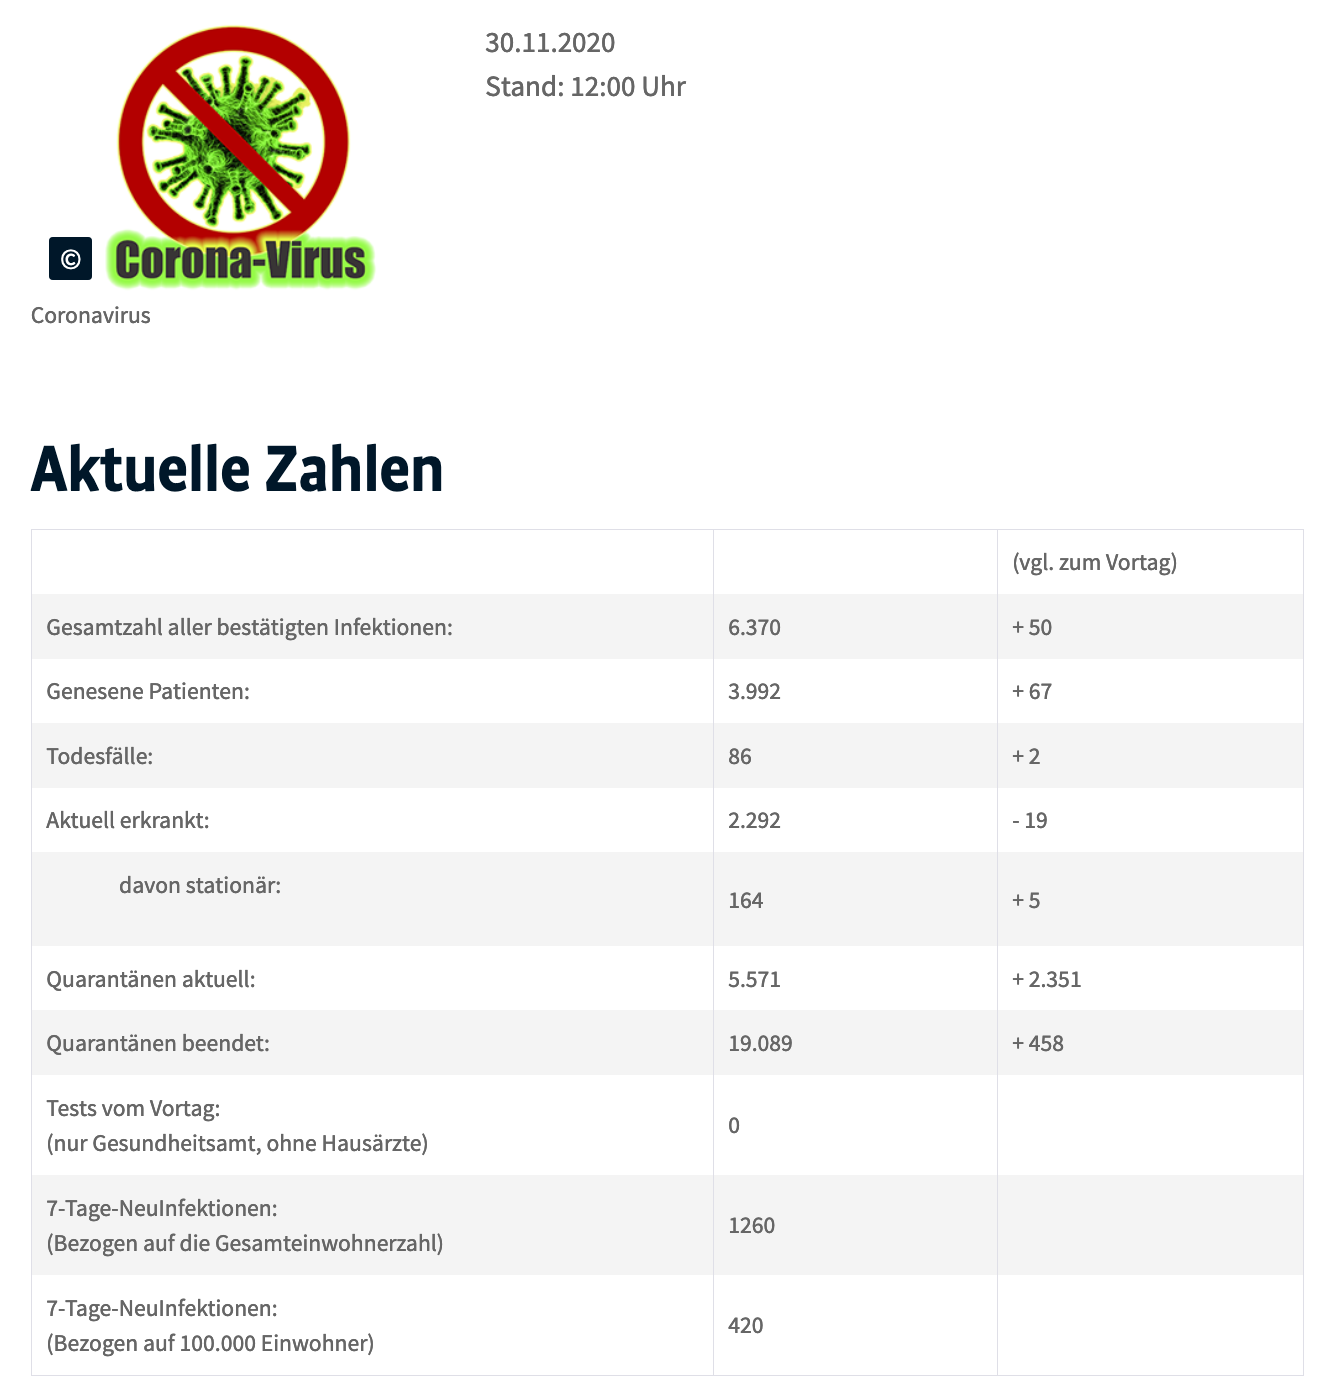 30.11.2020
Stand: 12:00 Uhr
©
Corona-Virus
Coronavirus
Aktuelle Zahlen
(vgl. zum Vortag)
Gesamtzahl aller bestätigten Infektionen: 6.370 + 50
Genesene Patienten: 3.992 + 67
Todesfälle: 86 + 2
Aktuell erkrankt: 2.292 - 19
davon stationär: 164 + 5
Quarantänen aktuell: 5.571 + 2.351
Quarantänen beendet: 19.089 + 458
Tests vom Vortag:
(nur Gesundheitsamt, ohne Hausärzte) 0
7-Tage-NeuInfektionen:
(Bezogen auf die Gesamteinwohnerzahl) 1260
7-Tage-NeuInfektionen:
(Bezogen auf 100.000 Einwohner) 420